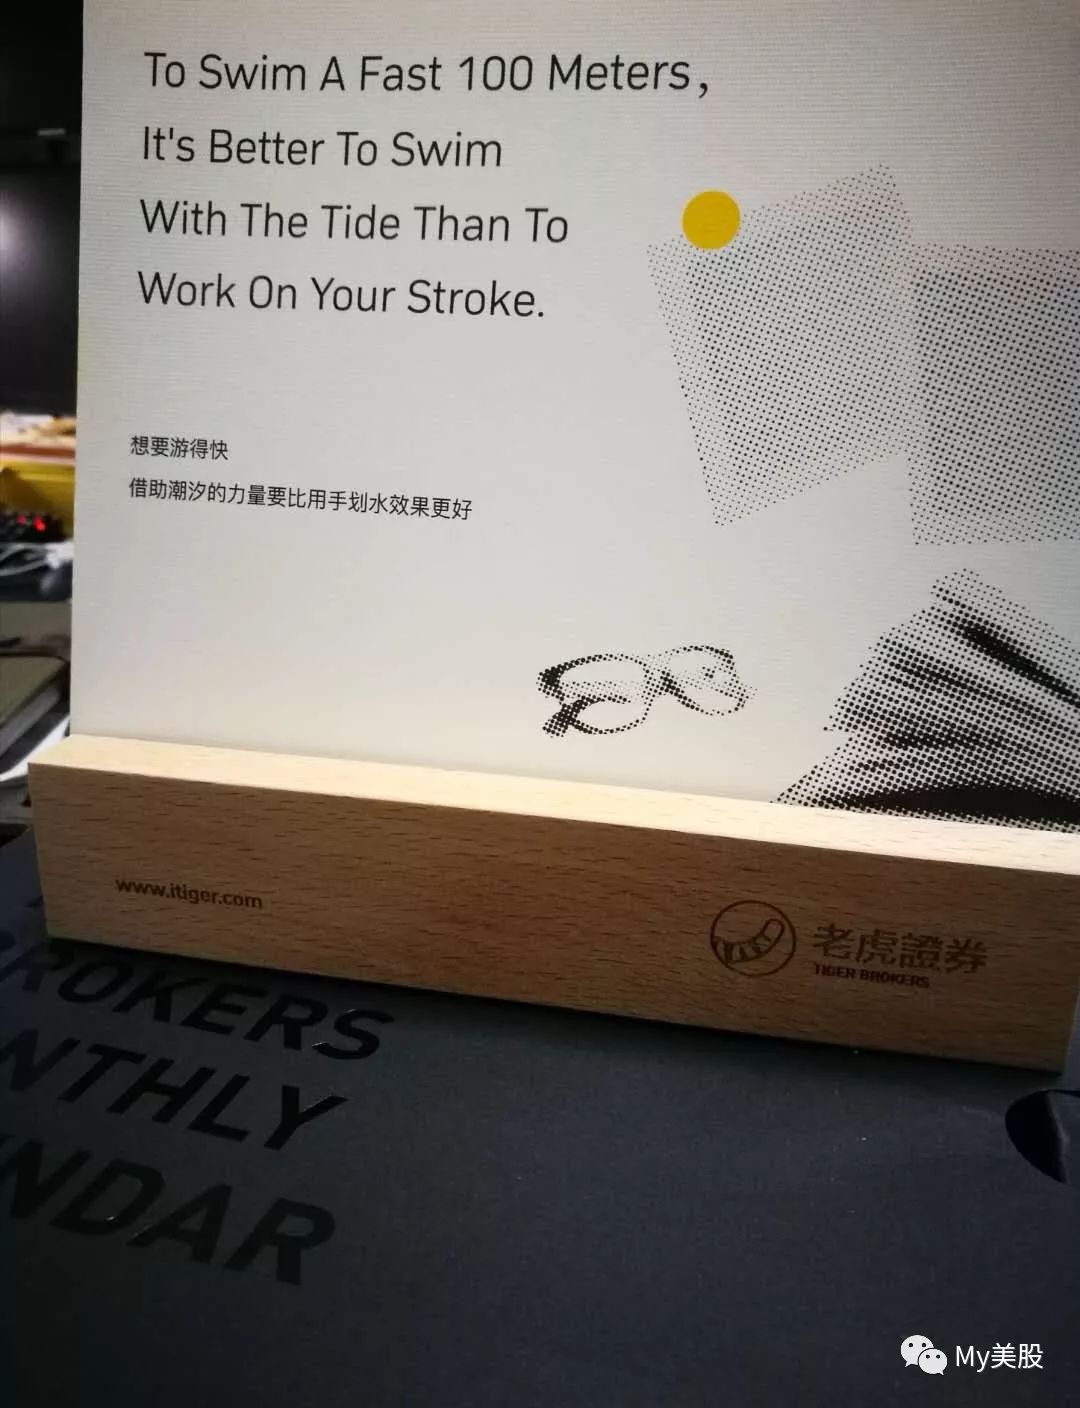 To Swim A Fast 100 Meters,
It's Better To Swim
With The Tide Than To
Work On Your Stroke.
想要游得快
借助潮汐的力量要比用手划水效果更好
www.itiger.com
老虎證券
TIGER BROKERS
ROKERS
NTHLY
NDAR
My美股